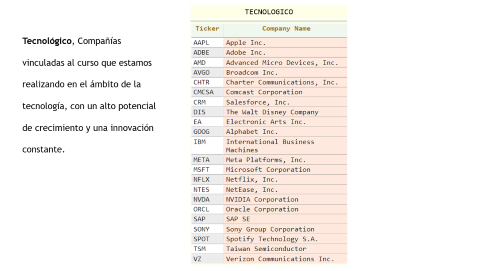 Tecnológico, Compañías
vinculadas al curso que estamos
realizando en el ámbito de la
tecnología, con un alto potencial
de crecimiento y una innovación
constante.
TECNOLOGICO
Ticker Company Name
AAPL Apple Inc.
ADBE Adobe Inc.
AMD Advanced Micro Devices, Inc.
AVGO Broadcom Inc.
CHTR Charter Communications, Inc.
CMCSA Comcast Corporation
CRM Salesforce, Inc.
DIS The Walt Disney Company
EA Electronic Arts Inc.
GOOG Alphabet Inc.
IBM International Business
Machines
META Meta Platforms, Inc.
MSFT Microsoft Corporation
NFLX Netflix, Inc.
NTES NetEase, Inc.
NVDA NVIDIA Corporation
ORCL Oracle Corporation
SAP SAP SE
SONY Sony Group Corporation
SPOT Spotify Technology S.A.
TSM Taiwan Semiconductor
VZ Verizon Communications Inc.